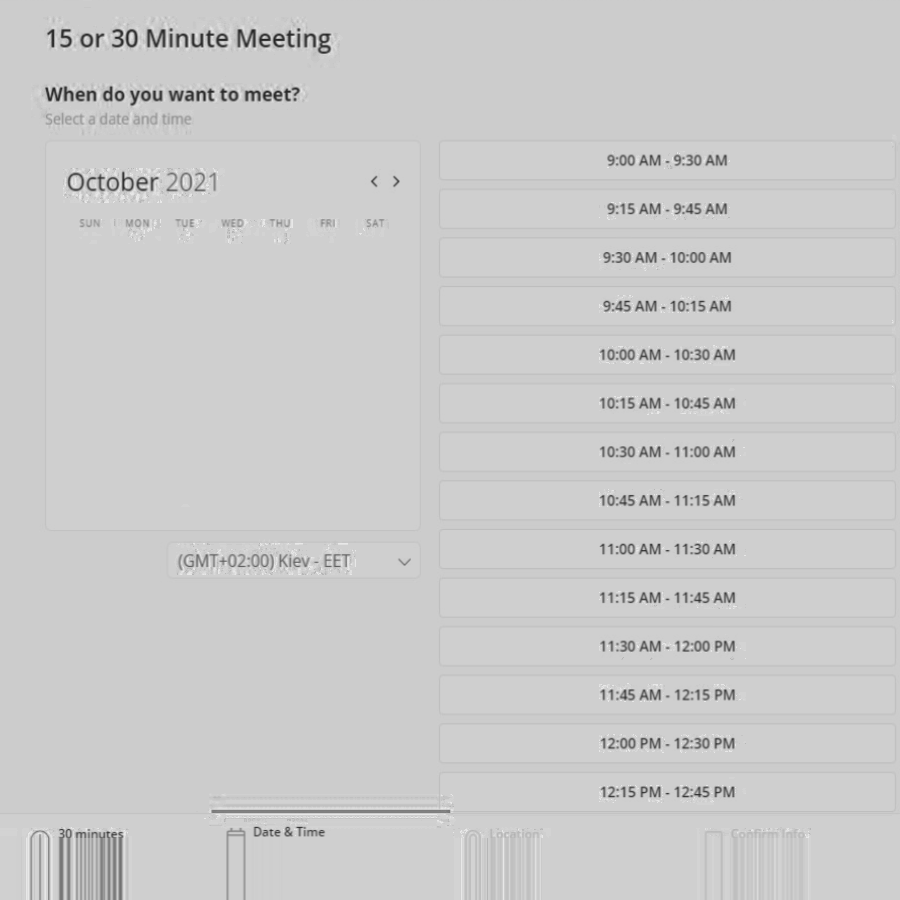 15 or 30 Minute Meeting
When do you want to meet?
Select a date and time
October 2021
SUN MON TUE WED THU FRI SAT
(GMT+02:00) Kiev - EET
9:00 AM - 9:30 AM
9:15 AM - 9:45 AM
9:30 AM - 10:00 AM
9:45 AM - 10:15 AM
10:00 AM - 10:30 AM
10:15 AM - 10:45 AM
10:30 AM - 11:00 AM
10:45 AM - 11:15 AM
11:00 AM - 11:30 AM
11:15 AM - 11:45 AM
11:30 AM - 12:00 PM
11:45 AM - 12:15 PM
12:00 PM - 12:30 PM
12:15 PM - 12:45 PM
30 minutes
Date & Time
Location
Confirm Info